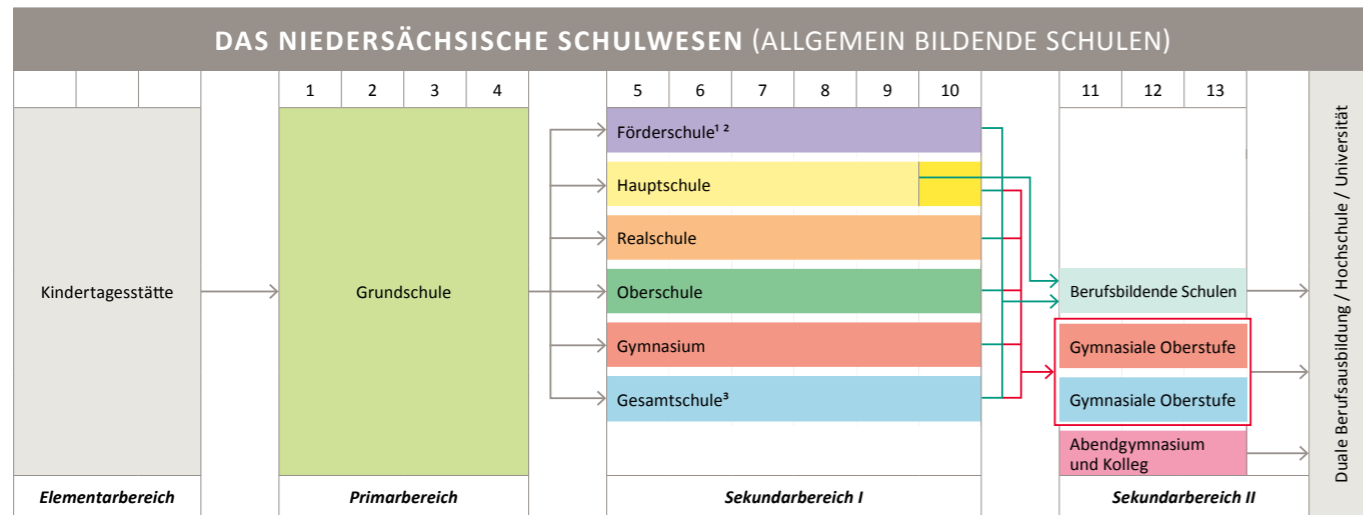 DAS NIEDERSÄCHSISCHE SCHULWESEN (ALLGEMEIN BILDENDE SCHULEN)
1 2 3 4 5 6 7 8 9 10 11 12 13
Kindertagesstätte
Grundschule
Förderschule¹ ²
Hauptschule
Realschule
Oberschule
Gymnasium
Gesamtschule³
Berufsbildende Schulen
Gymnasiale Oberstufe
Gymnasiale Oberstufe
Abendgymnasium
und Kolleg
Duale Berufsausbildung / Hochschule / Universität
Elementarbereich
Primarbereich
Sekundarbereich I
Sekundarbereich II